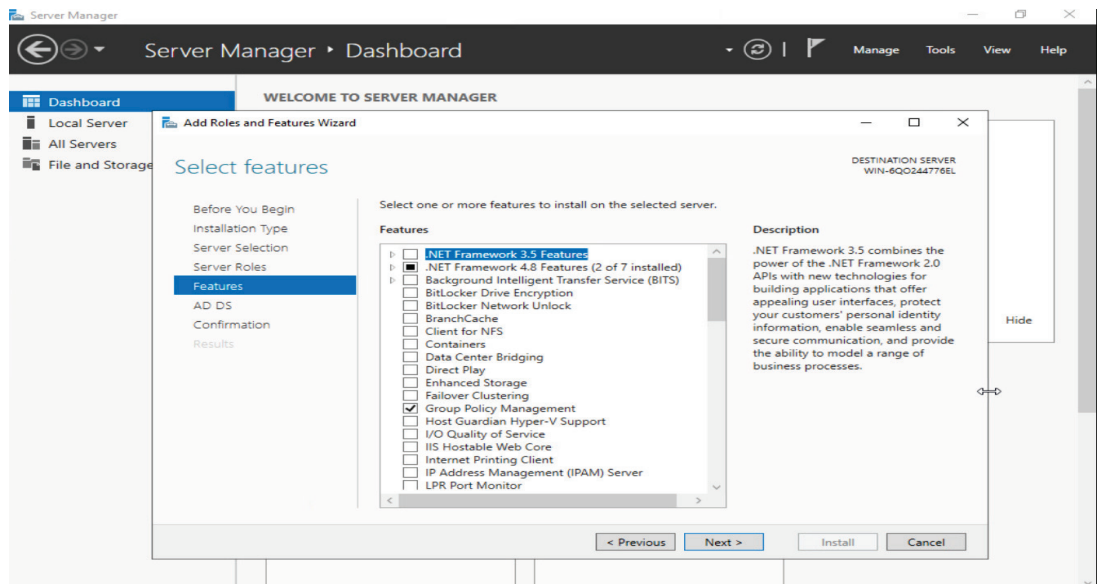 Server Manager
Server Manager • Dashboard
Manage Tools View Help
Dashboard
Local Server
All Servers
File and Storage
WELCOME TO SERVER MANAGER
Add Roles and Features Wizard
Select features
DESTINATION SERVER
WIN-6QO244776EL
Before You Begin
Installation Type
Server Selection
Server Roles
Features
AD DS
Confirmation
Results
Select one or more features to install on the selected server.
Features
.NET Framework 3.5 Features
.NET Framework 4.8 Features (2 of 7 installed)
Background Intelligent Transfer Service (BITS)
BitLocker Drive Encryption
BitLocker Network Unlock
BranchCache
Client for NFS
Containers
Data Center Bridging
Direct Play
Enhanced Storage
Failover Clustering
Group Policy Management
Host Guardian Hyper-V Support
I/O Quality of Service
IIS Hostable Web Core
Internet Printing Client
IP Address Management (IPAM) Server
LPR Port Monitor
Description
.NET Framework 3.5 combines the
power of the .NET Framework 2.0
APIs with new technologies for
building applications that offer
appealing user interfaces, protect
your customers' personal identity
information, enable seamless and
secure communication, and provide
the ability to model a range of
business processes.
Hide
< Previous
Next >
Install
Cancel